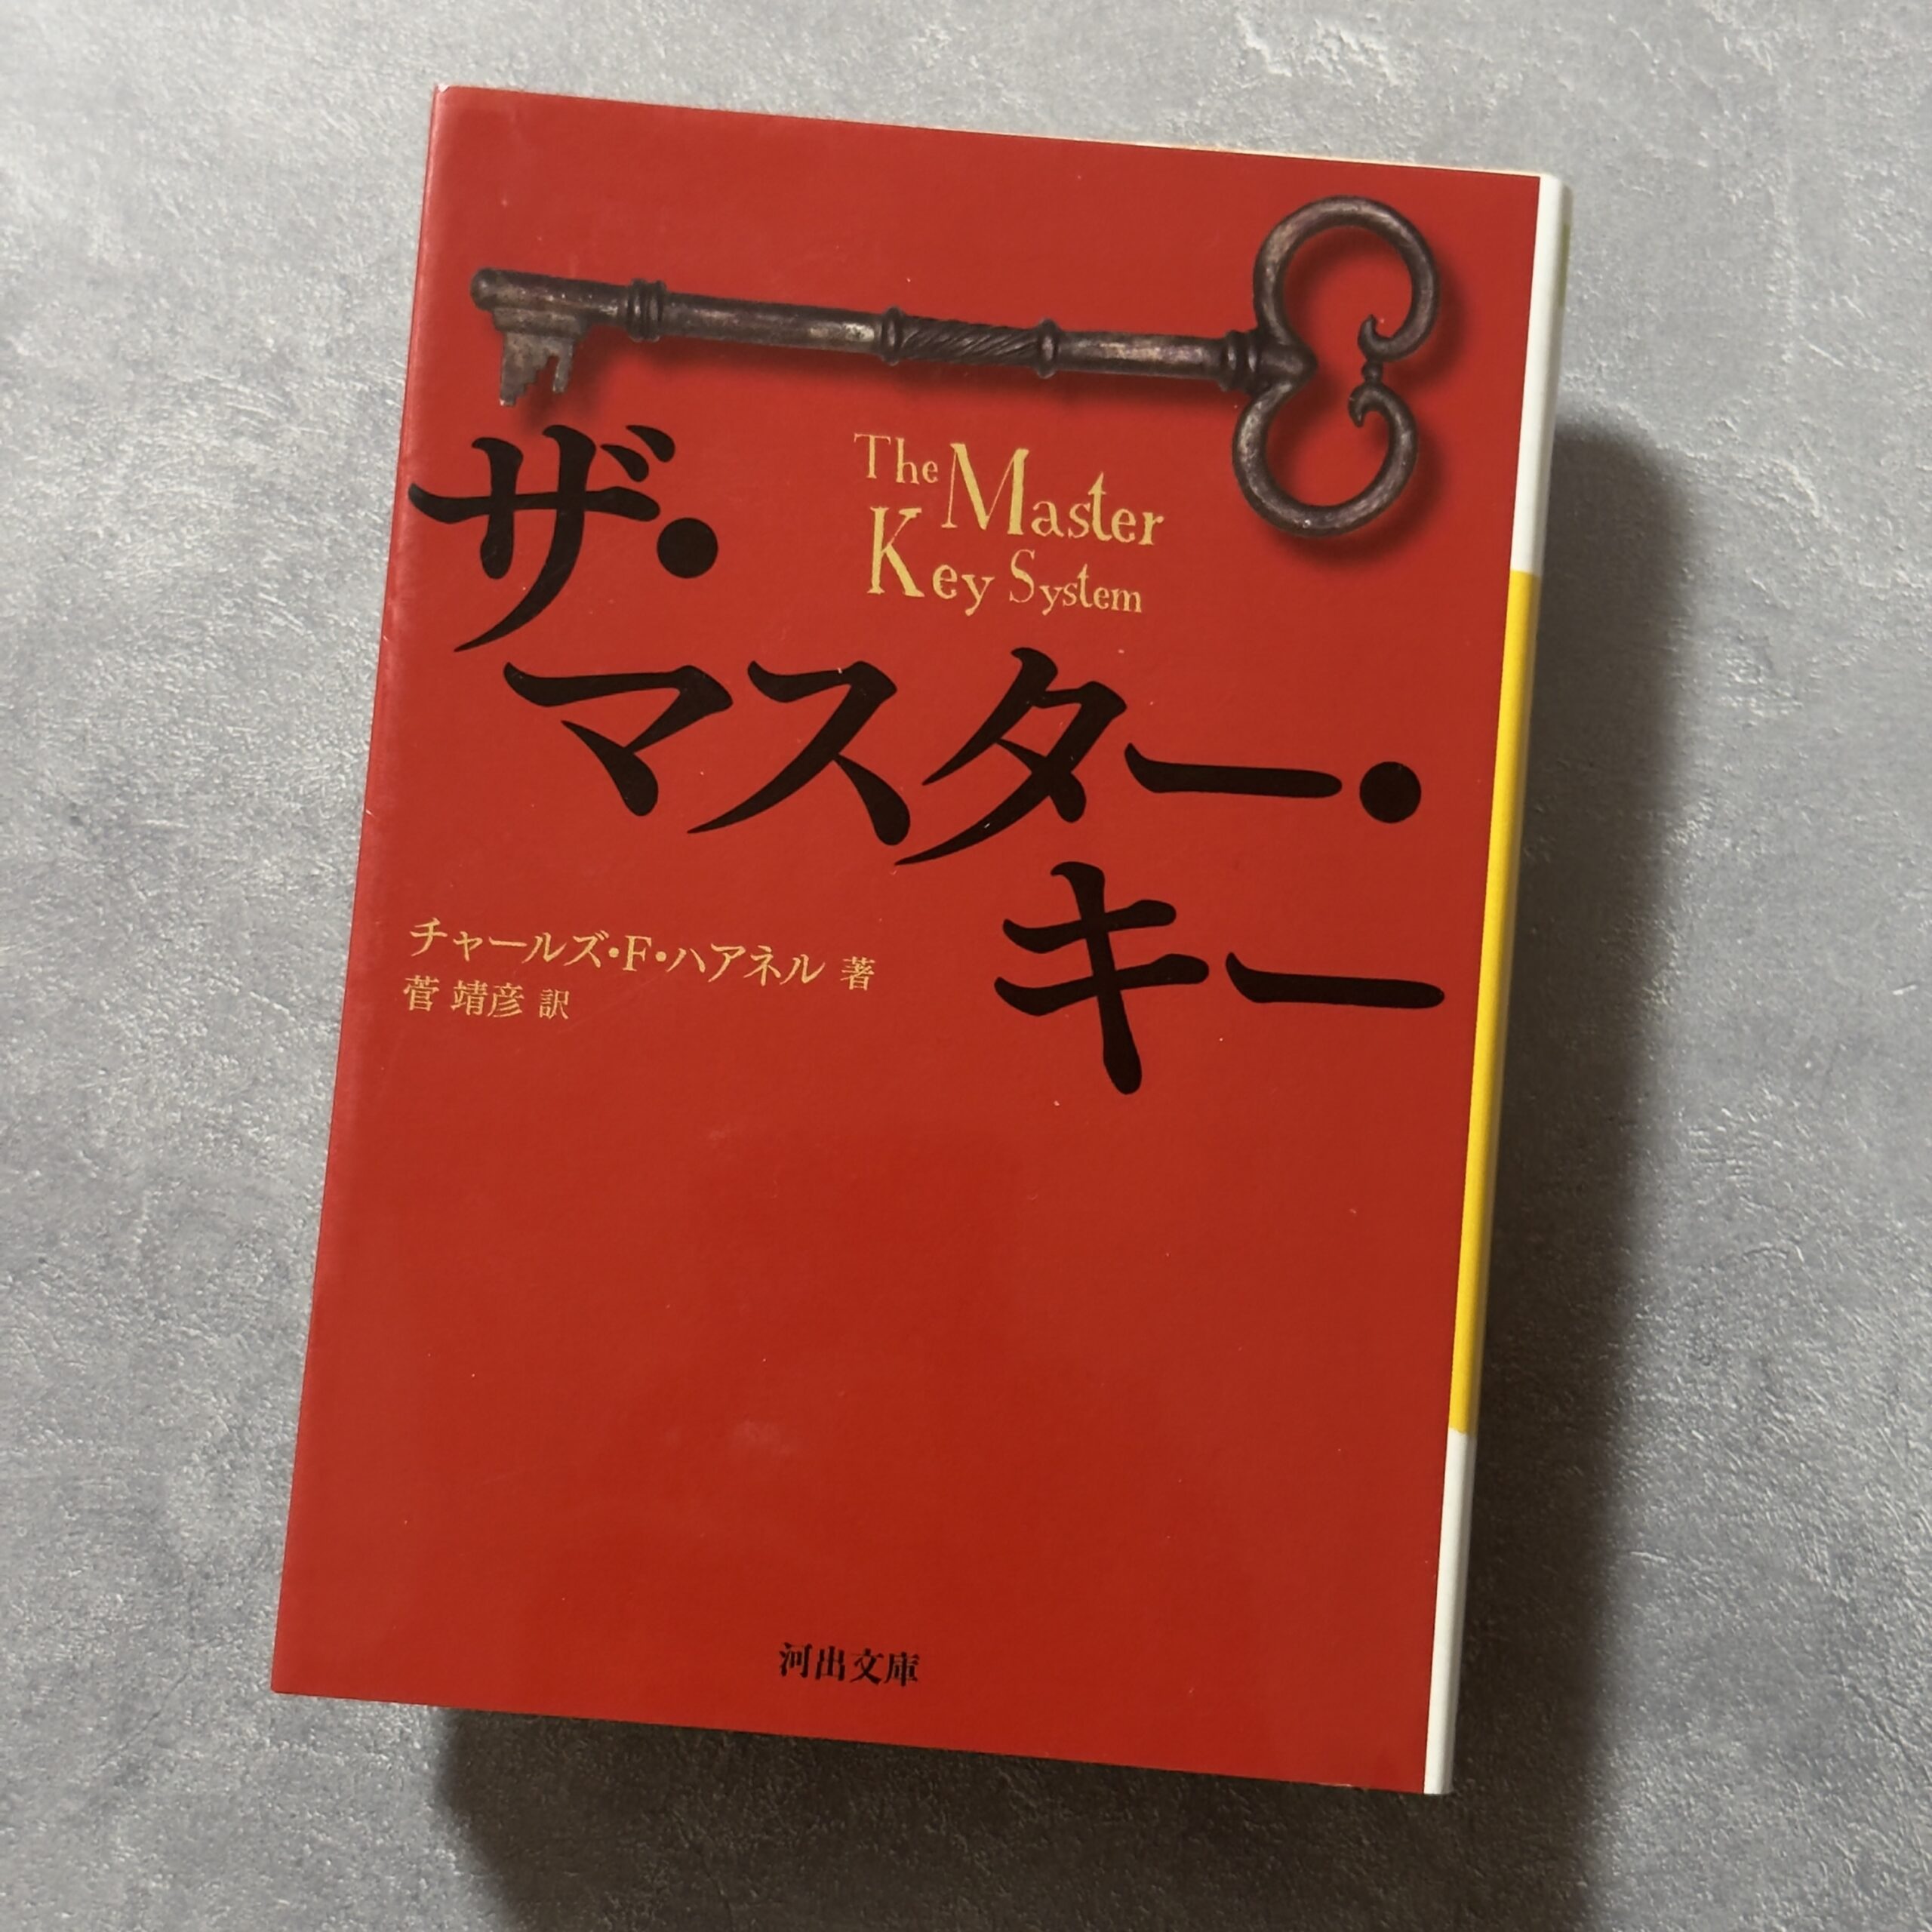 The Master
Key System
ザ・
マスター・
キー
チャールズ・F・ハアネル 著
菅 靖彦 訳
河出文庫